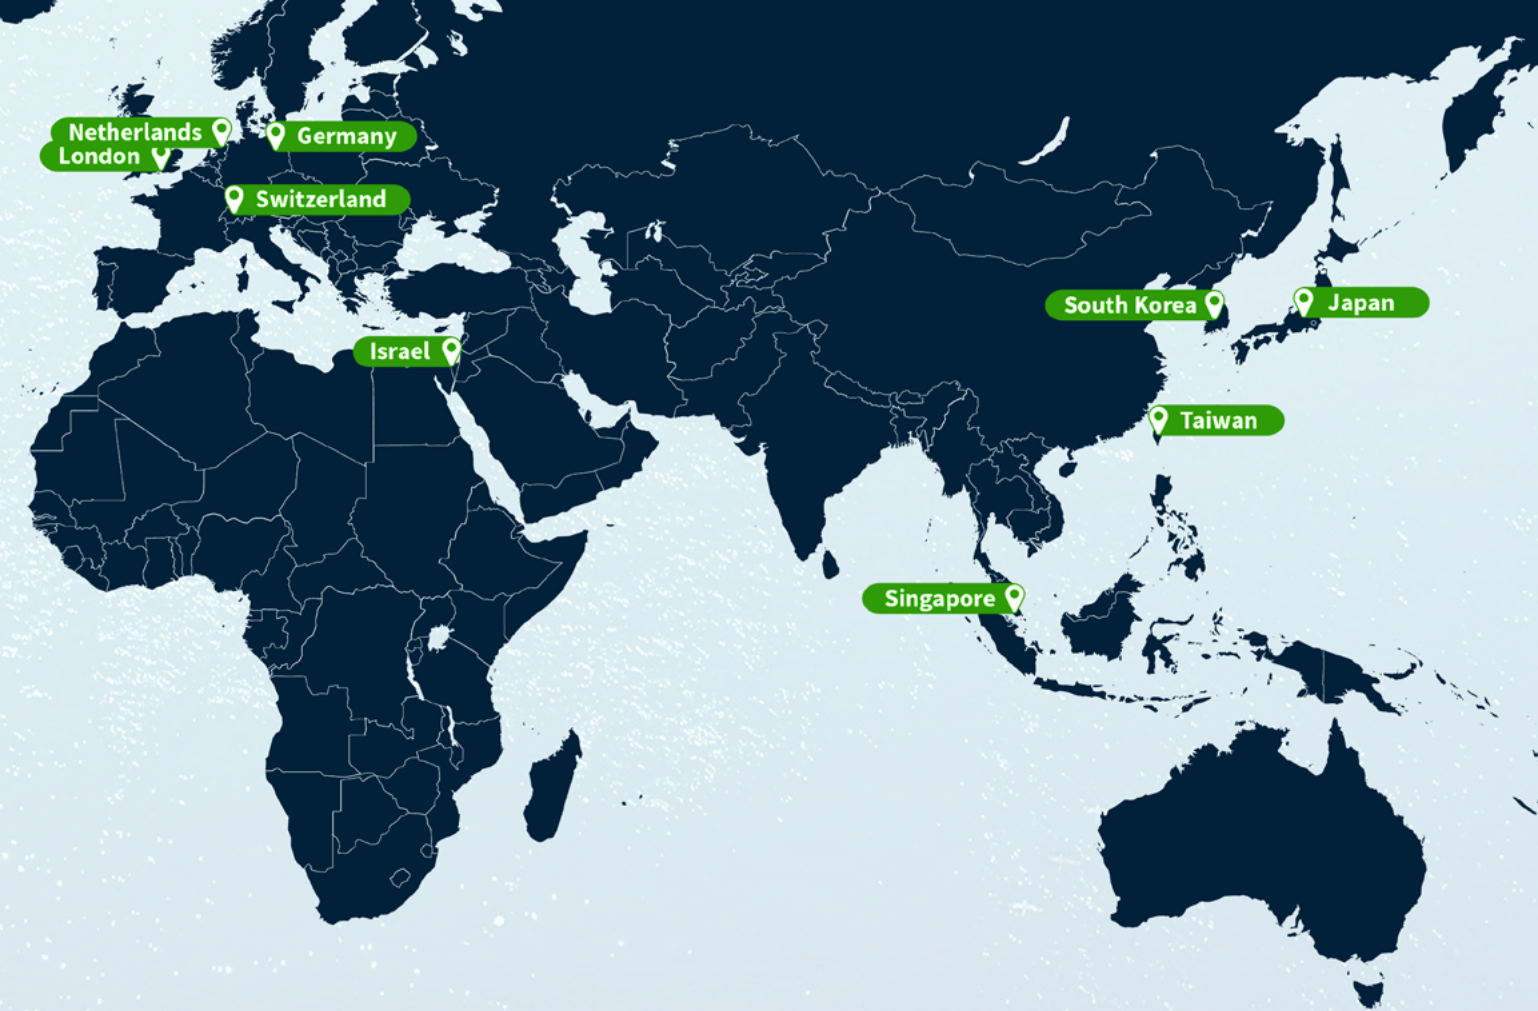 Netherlands
Germany
London
Switzerland
South Korea
Japan
Israel
Taiwan
Singapore